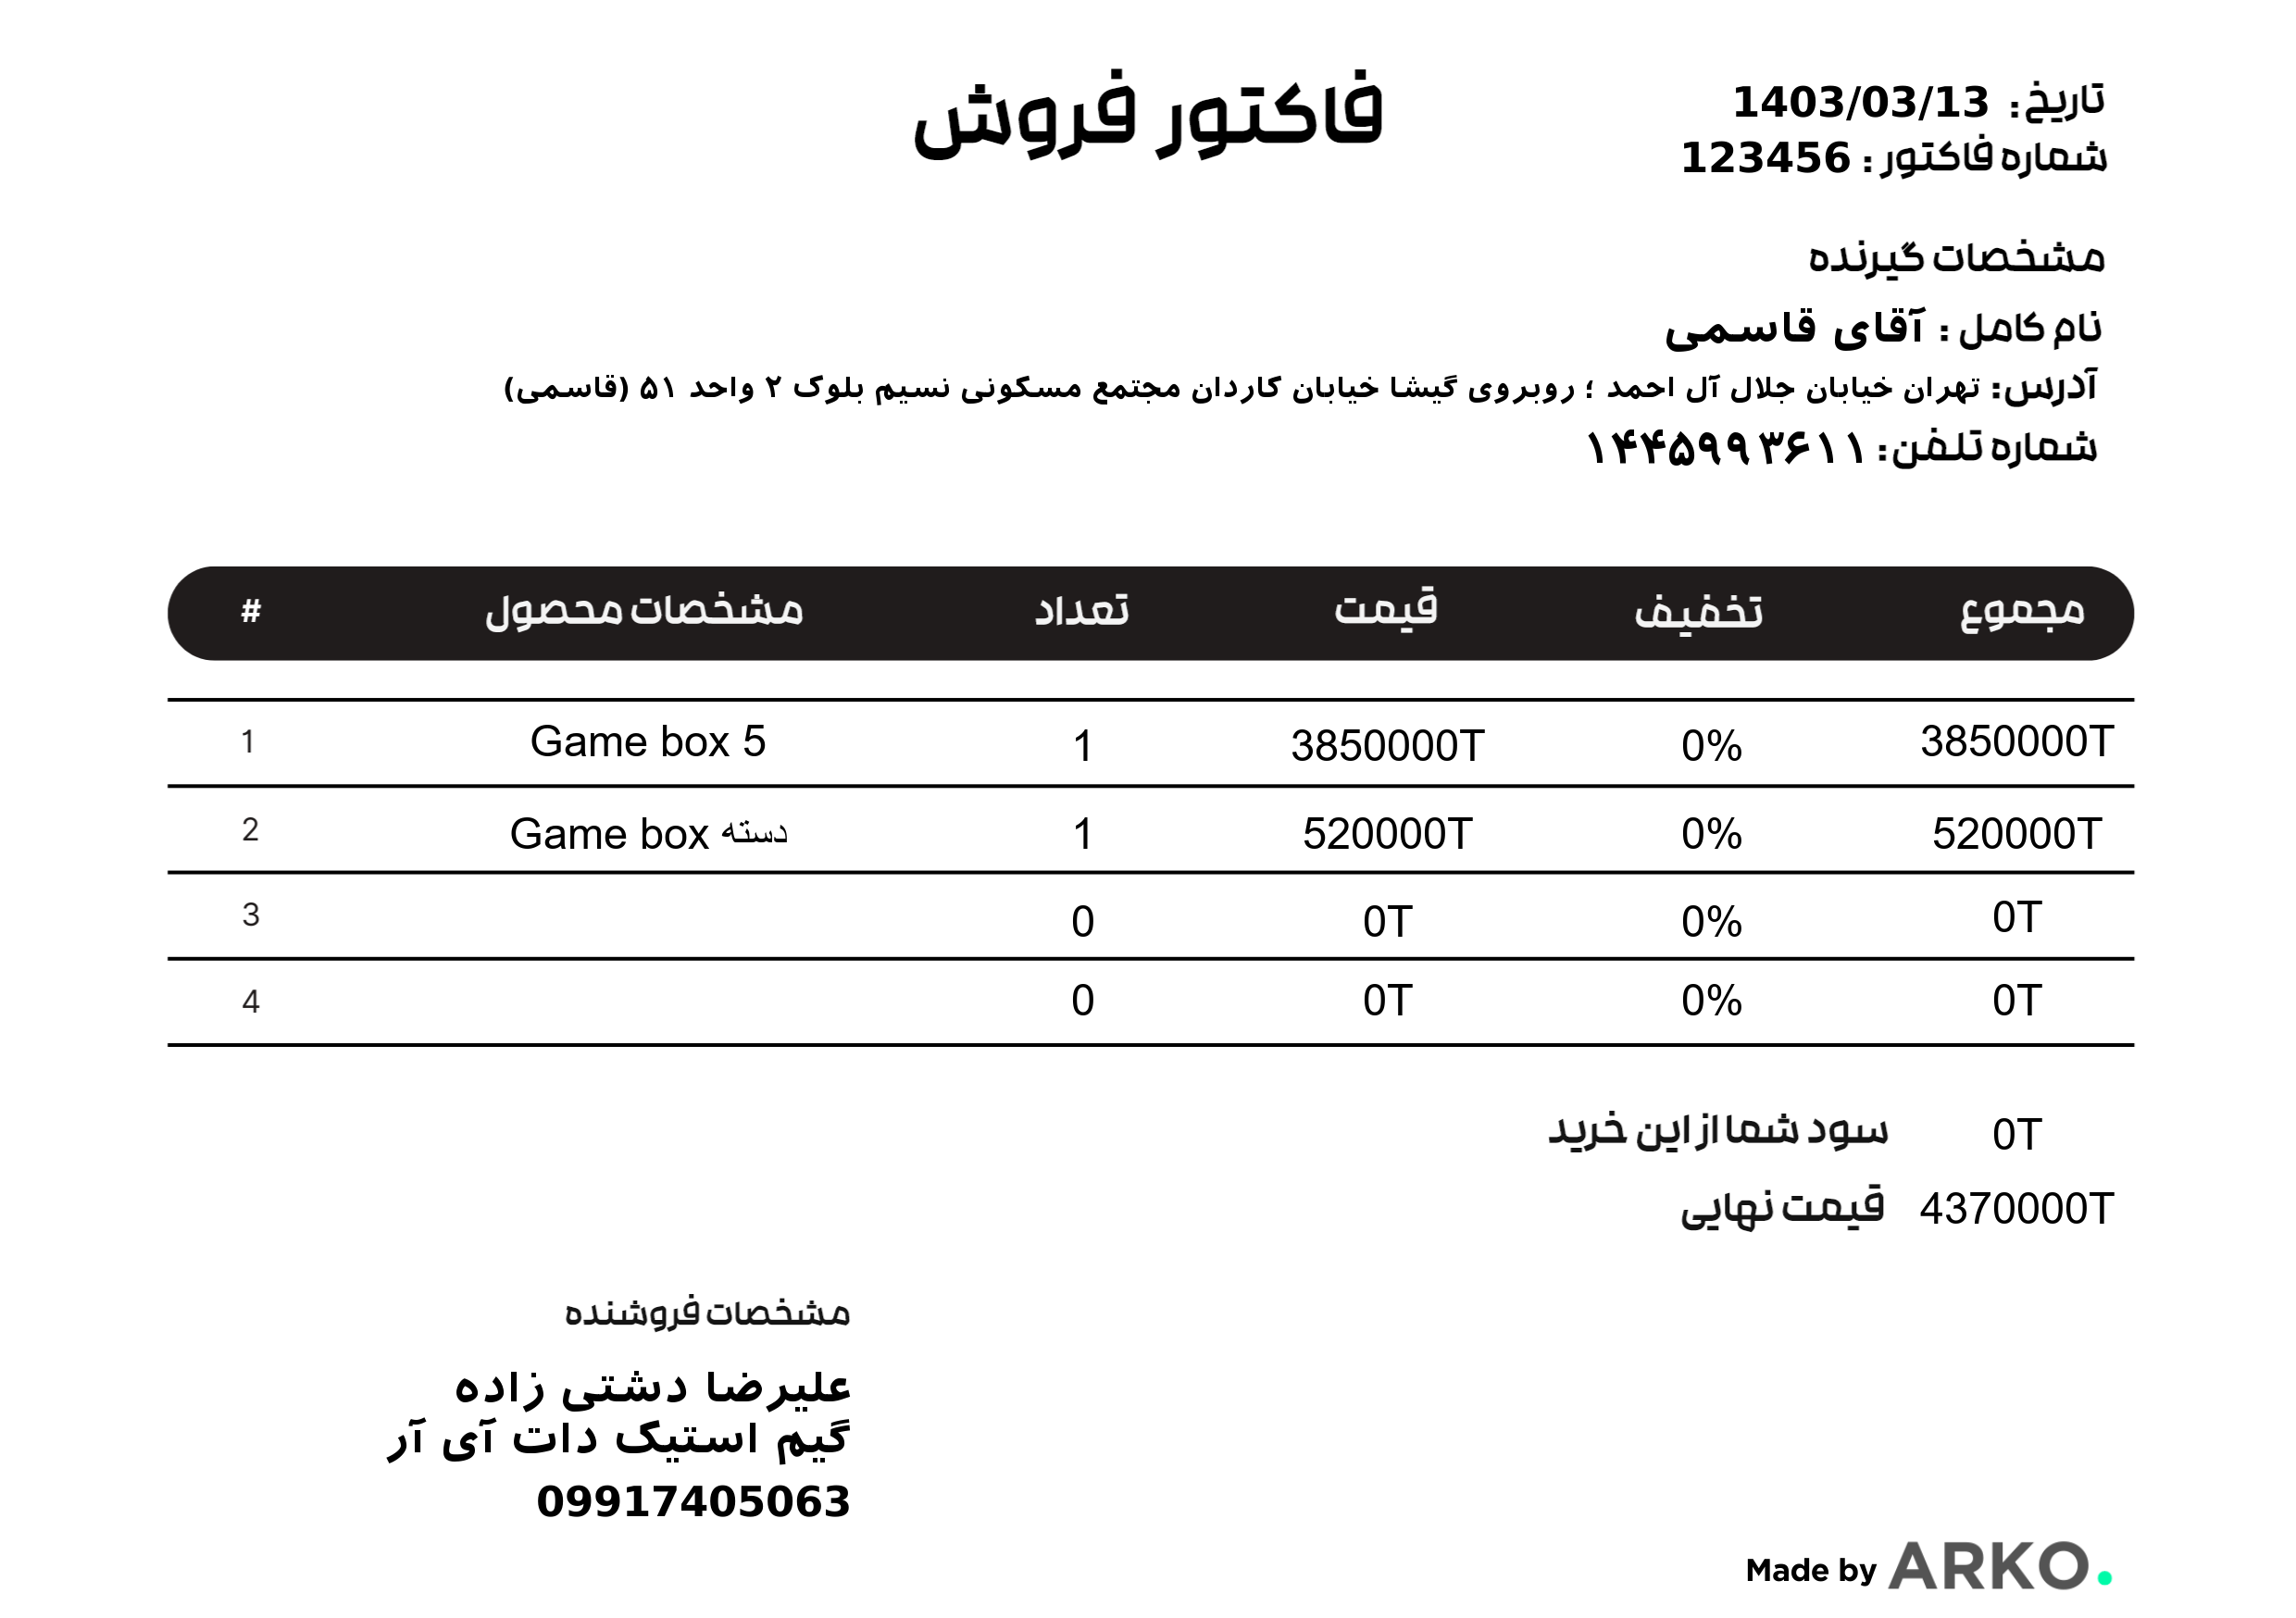 فاکتور فروش
تاریخ: 1403/03/13
شماره فاکتور: 123456
مشخصات گیرنده
نام کامل: آقای قاسمی
آدرس: تهران خیابان جلال آل احمد ؛ روبروی گیشا خیابان کاردان مجتمع مسکونی نسیم بلوک ۲ واحد ۵۱ (قاسمی)
شماره تلفن: ۱۴۴۵۹۹۳۶۱۱
# مشخصات محصول تعداد قیمت تخفیف مجموع
1 Game box 5 1 3850000T 0% 3850000T
2 Game box دسته 1 520000T 0% 520000T
3 0 0T 0% 0T
4 0 0T 0% 0T
سود شما از این خرید 0T
قیمت نهایی 4370000T
مشخصات فروشنده
علیرضا دشتی زاده
گیم استیک دات آی آر
09917405063
Made by ARKO.